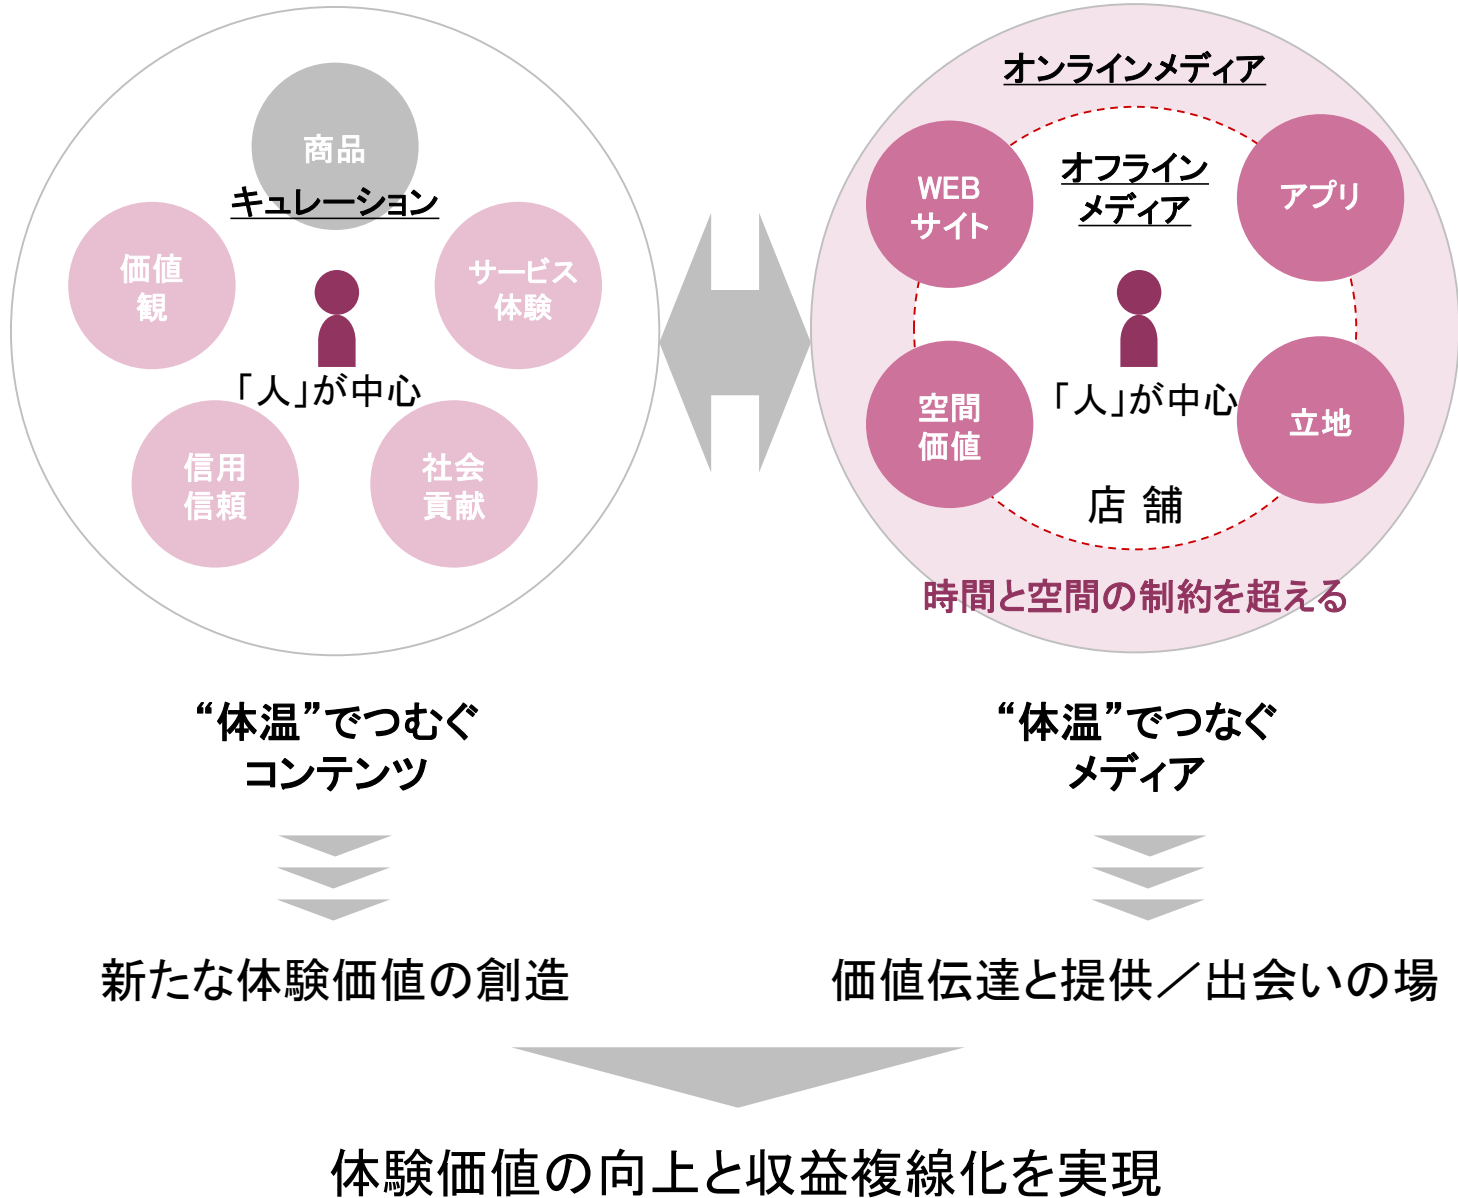 商品
キュレーション
価値
観
サービス
体験
「人」が中心
信用
信頼
社会
貢献
オンラインメディア
オフライン
メディア
WEB
サイト
アプリ
「人」が中心
空間
価値
立地
店 舗
時間と空間の制約を超える
“体温”でつむぐ
コンテンツ
“体温”でつなぐ
メディア
新たな体験価値の創造
価値伝達と提供／出会いの場
体験価値の向上と収益複線化を実現